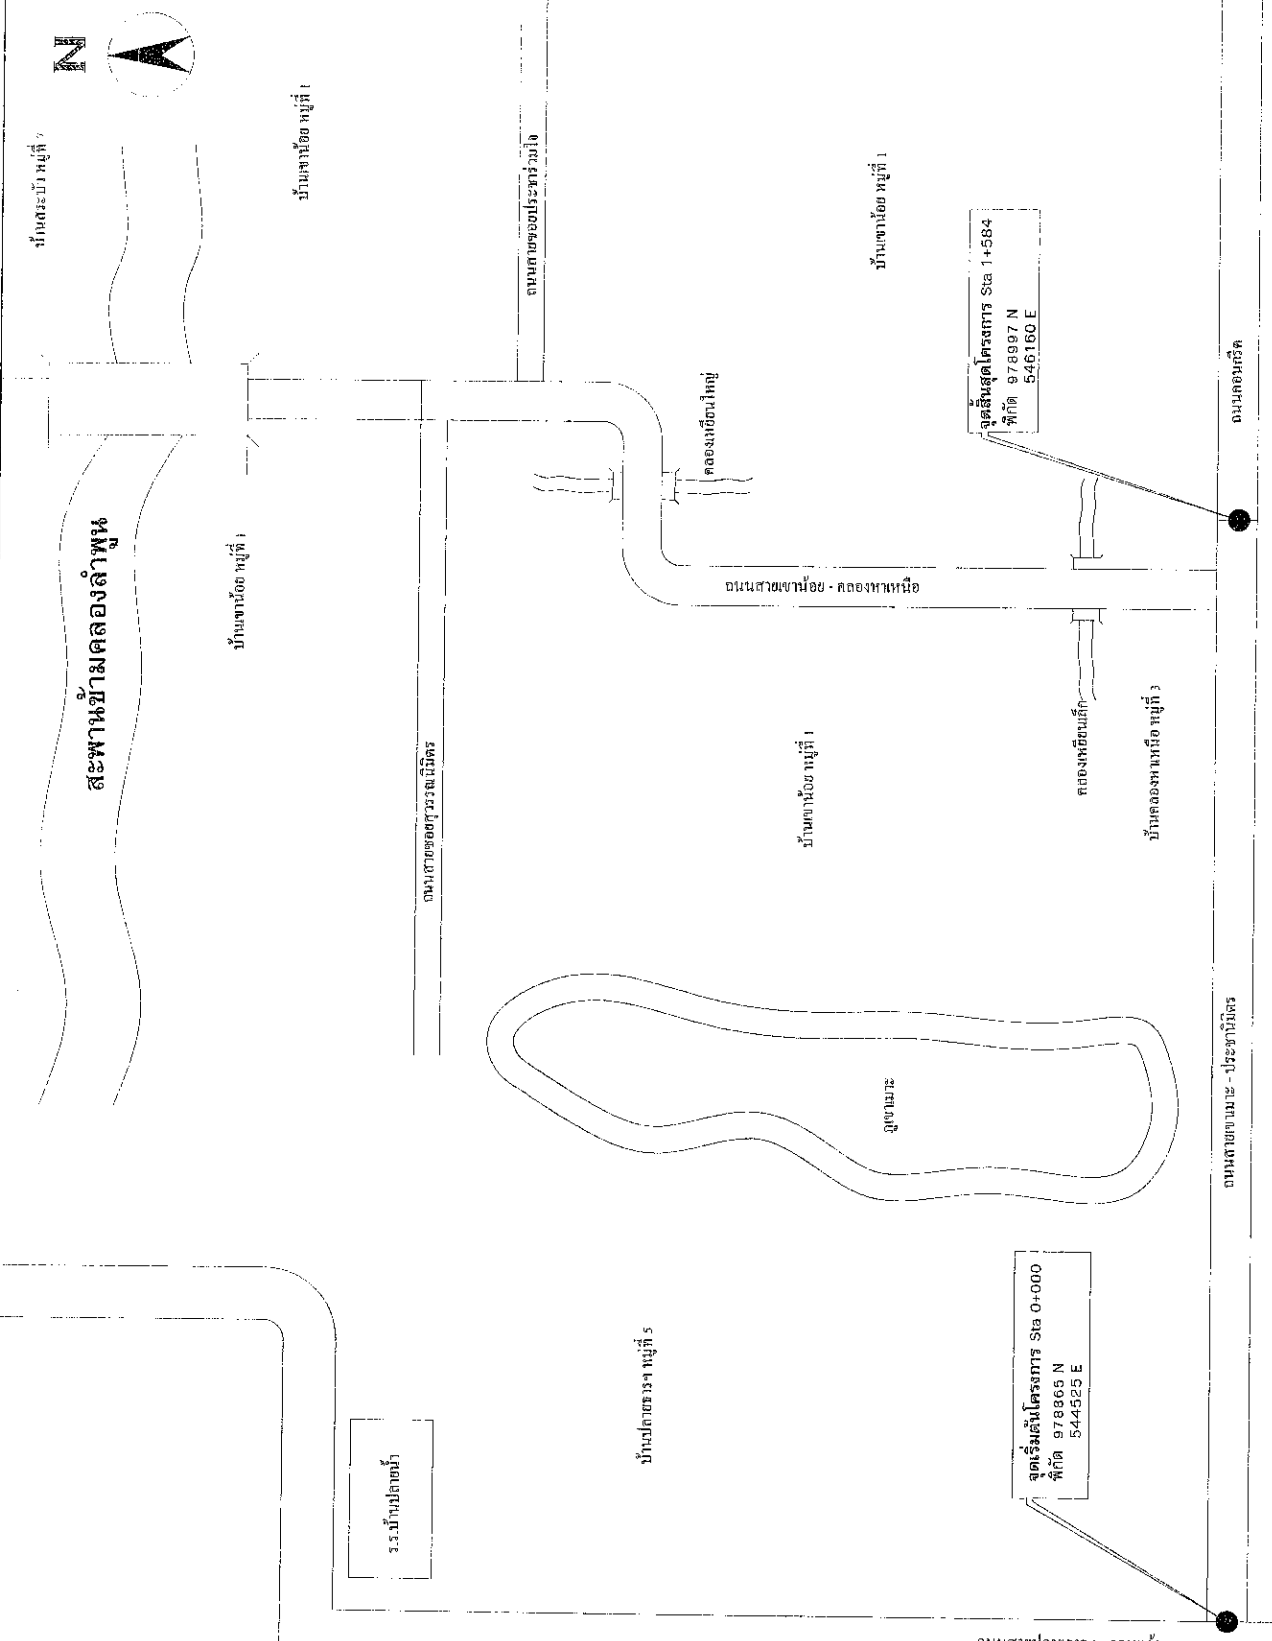 N
บ้านสระบัว หมู่ที่ 7
บ้านเขาน้อย หมู่ที่ 1
สะพานข้ามคลองลำพูน
บ้านเขาน้อย หมู่ที่ 1
ถนนสายซอยประชาร่วมใจ
ถนนสายซอยสุวรรณนิมิตร
คลองเหยียนใหญ่
บ้านเขาน้อย หมู่ที่ 1
ถนนสายเขาน้อย - คลองหาเหนือ
บ้านเขาน้อย หมู่ที่ 1
จุดสิ้นสุดโครงการ Sta 1+584
พิกัด 978997 N
546160 E
คลองเหยียนเล็ก
บ้านคลองหาเหนือ หมู่ที่ 3
ถนนคอนกรีต
ภูเขาเมาะ
ถนนสายเขาเมาะ - ประชานิมิตร
ร.ร.บ้านปลายน้ำ
บ้านปลายธารฯ หมู่ที่ 5
จุดเริ่มต้นโครงการ Sta 0+000
พิกัด 978865 N
544525 E